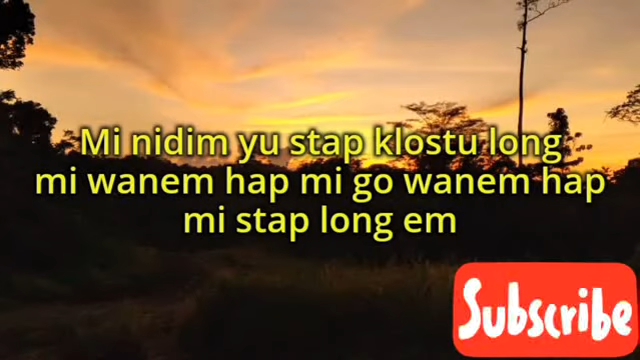 Mi nidim yu stap klostu long
mi wanem hap mi go wanem hap
mi stap long em
Subscribe